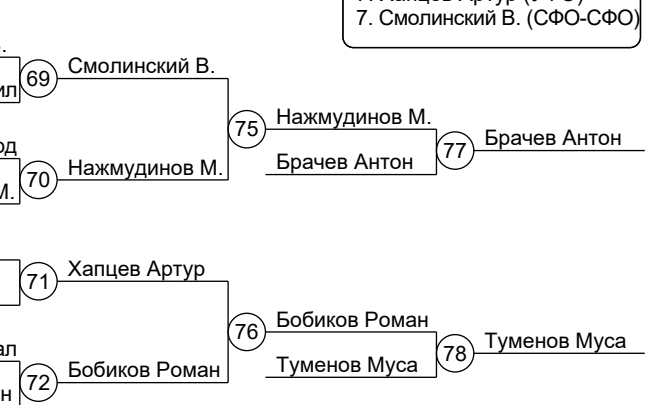 7. Смолинский В. (СФО-СФО)
69 Смолинский В.
75 Нажмудинов М.
77 Брачев Антон
70 Нажмудинов М.
Брачев Антон
71 Хапцев Артур
76 Бобиков Роман
78 Туменов Муса
72 Бобиков Роман
Туменов Муса